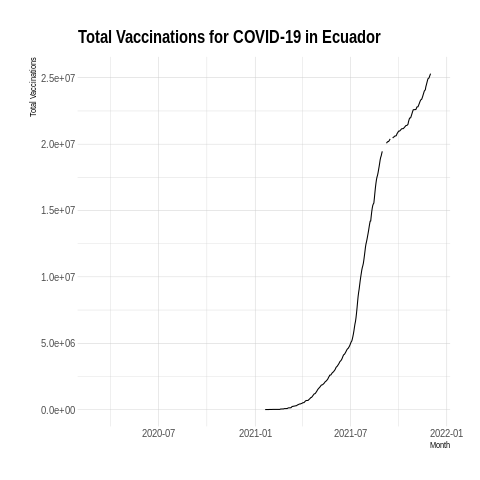 Total Vaccinations for COVID-19 in Ecuador
Total Vaccinations
2.5e+07
2.0e+07
1.5e+07
1.0e+07
5.0e+06
0.0e+00
2020-07
2021-01
2021-07
2022-01
Month